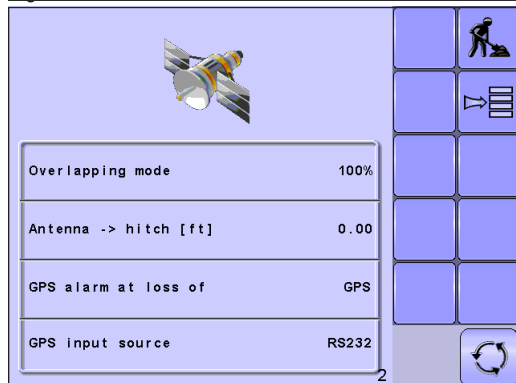 Overlapping mode 100%
Antenna -> hitch [ft] 0.00
GPS alarm at loss of GPS
GPS input source RS232
2